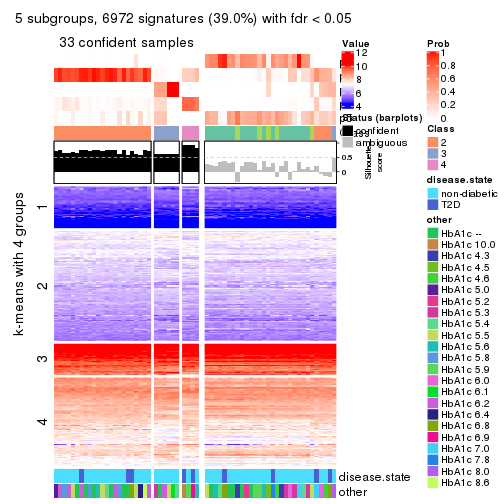 5 subgroups, 6972 signatures (39.0%) with fdr < 0.05
33 confident samples
k-means with 4 groups
1
2
3
4
disease.state
other
Value
12
10
8
6
4
Status (barplots)
confident
ambiguous
0.5
0
Silhouette
score
Prob
1
0.8
0.6
0.4
0.2
0
Class
2
3
4
disease.state
non-diabetic
T2D
other
HbA1c --
HbA1c 10.0
HbA1c 4.3
HbA1c 4.5
HbA1c 4.6
HbA1c 5.0
HbA1c 5.2
HbA1c 5.3
HbA1c 5.4
HbA1c 5.5
HbA1c 5.6
HbA1c 5.8
HbA1c 5.9
HbA1c 6.0
HbA1c 6.1
HbA1c 6.2
HbA1c 6.4
HbA1c 6.8
HbA1c 6.9
HbA1c 7.0
HbA1c 7.8
HbA1c 8.0
HbA1c 8.6